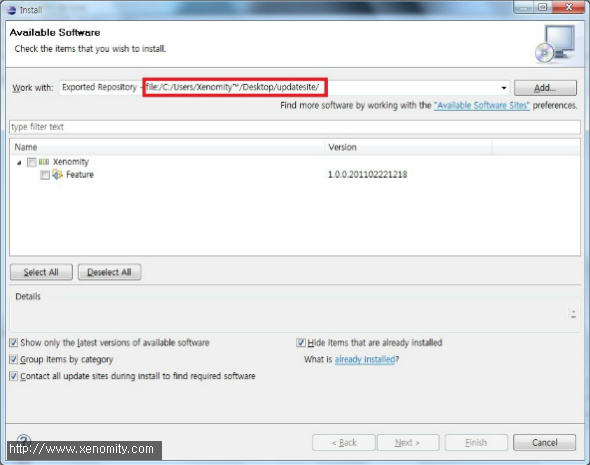 Install
Available Software
Check the items that you wish to install.
Work with: Exported Repository - file:/C:/Users/Xenomity™/Desktop/updatesite/ Add...
Find more software by working with the "Available Software Sites" preferences.
type filter text
Name Version
Xenomity
Feature 1.0.0.201102221218
Select All Deselect All
Details
Show only the latest versions of available software Hide items that are already installed
Group items by category What is already installed?
Contact all update sites during install to find required software
http://www.xenomity.com
< Back Next > Finish Cancel